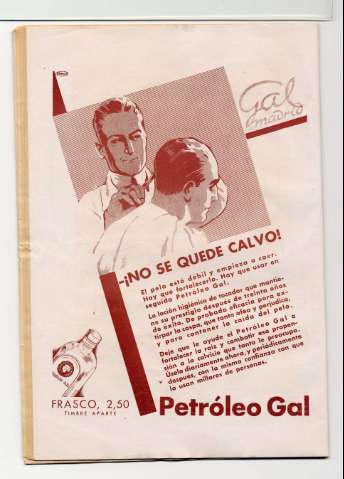 Gal
Madrid
-¡NO SE QUEDE CALVO!
El pelo está débil y empieza a caer.
Hay que fortalecerlo. Hay que usar en
seguida Petróleo Gal.
La loción higiénica de tocador que mantie-
ne su prestigio después de treinta años
de éxito. De probada eficacia para ex-
tirpar la caspa, que tanto afea y perjudica,
y para contener la caída del pelo.
Deje que le ayude el Petróleo Gal a
fortalecer la raíz y combatir esa propen-
sión a la calvicie que tanto le preocupa.
Úselo diariamente ahora, y periódicamente
después, con la misma confianza con que
lo usan millares de personas.
FRASCO, 2,50
TIMBRE APARTE
Petróleo Gal